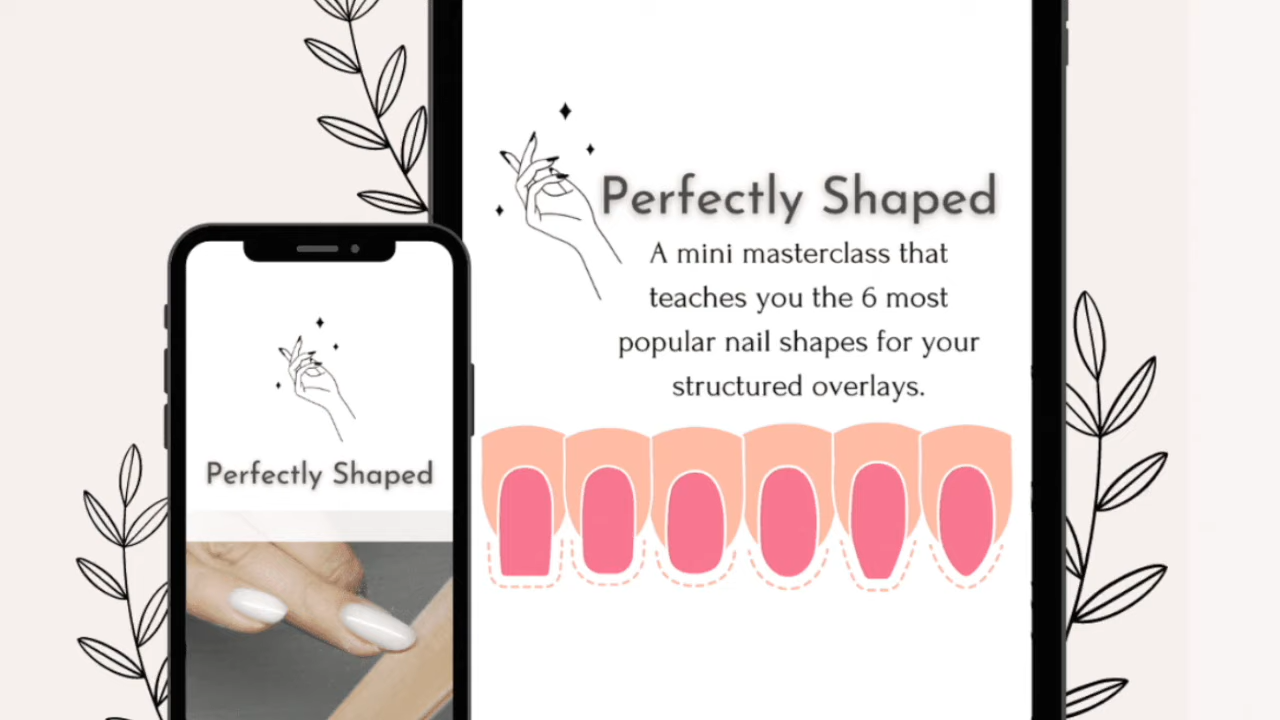 Perfectly Shaped
A mini masterclass that
teaches you the 6 most
popular nail shapes for your
structured overlays.
Perfectly Shaped